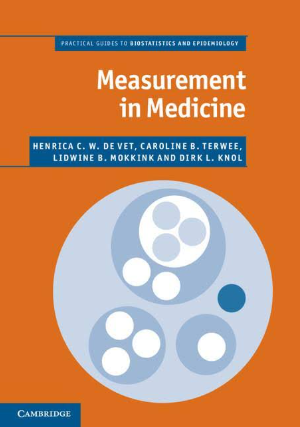 PRACTICAL GUIDES TO BIOSTATISTICS AND EPIDEMIOLOGY
Measurement
in Medicine
HENRICA C. W. DE VET, CAROLINE B. TERWEE,
LIDWINE B. MOKKINK AND DIRK L. KNOL
CAMBRIDGE